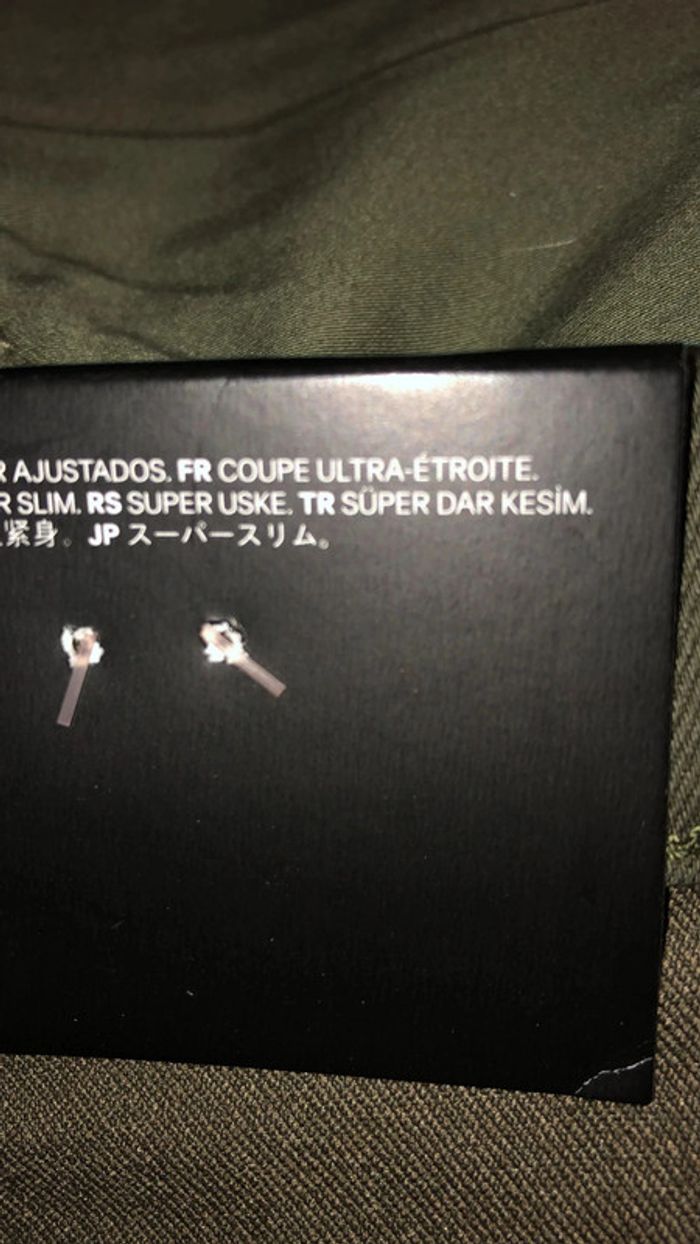 R AJUSTADOS. FR COUPE ULTRA-ÉTROITE.
R SLIM. RS SUPER USKE. TR SÜPER DAR KESİM.
紧身。 JP スーパースリム。